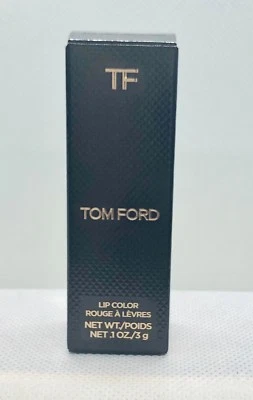 TF
TOM FORD
LIP COLOR
ROUGE À LÈVRES
NET WT./POIDS
NET .1 OZ./3 g